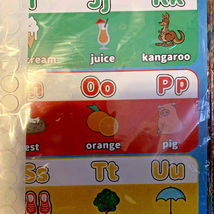 Jj Kk
cream juice kangaroo
Oo Pp
est orange pig
Ss Tt Uu